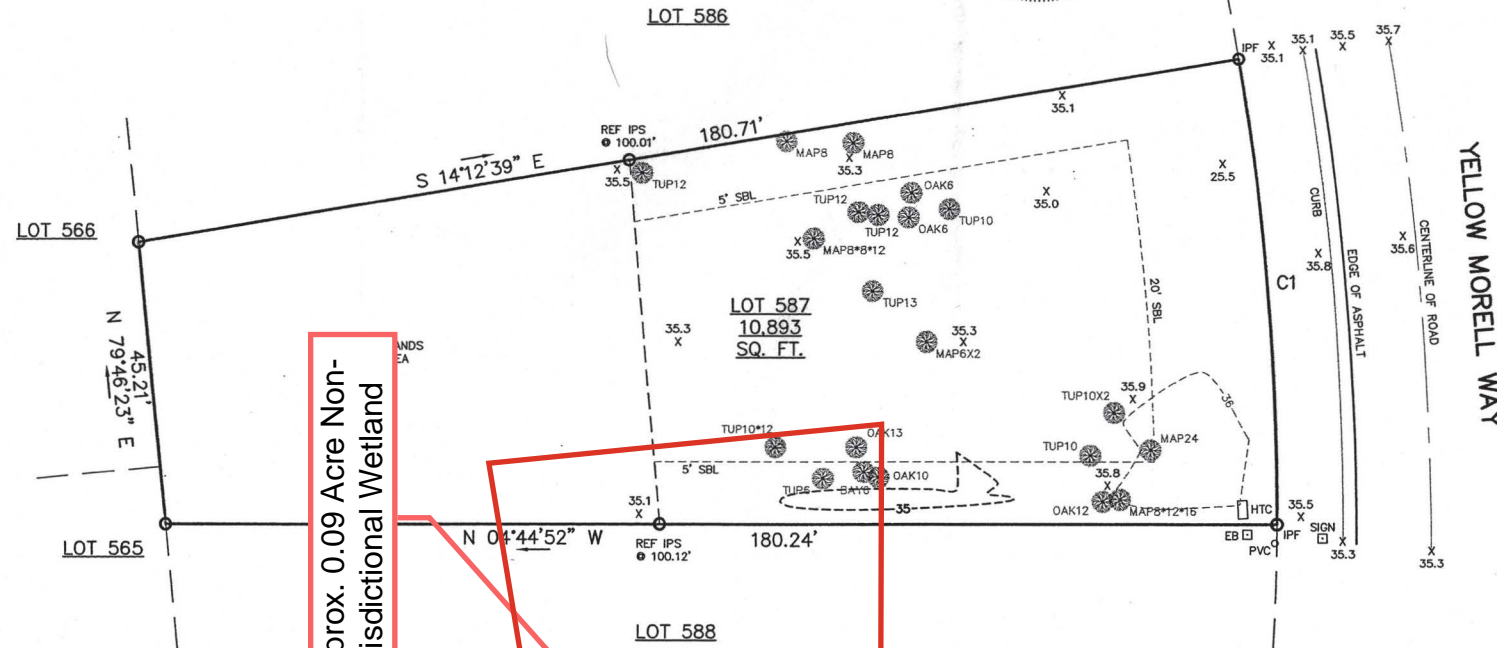 LOT 586
IPF
35.1
35.1
35.5
35.7
35.1
REF IPS
100.01'
180.71'
S 14°12'39" E
35.5
TUP12
MAP8
MAP8
35.3
25.5
5' SBL
OAK6
TUP12
TUP12
OAK6
TUP10
35.0
35.5
MAP8*8*12
CURB
35.8
35.6
YELLOW MORELL WAY
CENTERLINE OF ROAD
EDGE OF ASPHALT
LOT 566
TUP13
20' SBL
C1
LOT 587
10,893
SQ. FT.
35.3
35.3
MAP6X2
N 79°46'23" E
45.21'
ANDS
EA
prox. 0.09 Acre Non-
isdictional Wetland
TUP10X2
35.9
36
TUP10*12
OAK13
TUP10
MAP24
5' SBL
TUP6
BAY6
OAK10
35.8
35
OAK12
MAP8*12*16
HTC
35.1
35.5
LOT 565
N 04°44'52" W
REF IPS
100.12'
180.24'
EB
PVC
IPF
SIGN
35.3
35.3
LOT 588